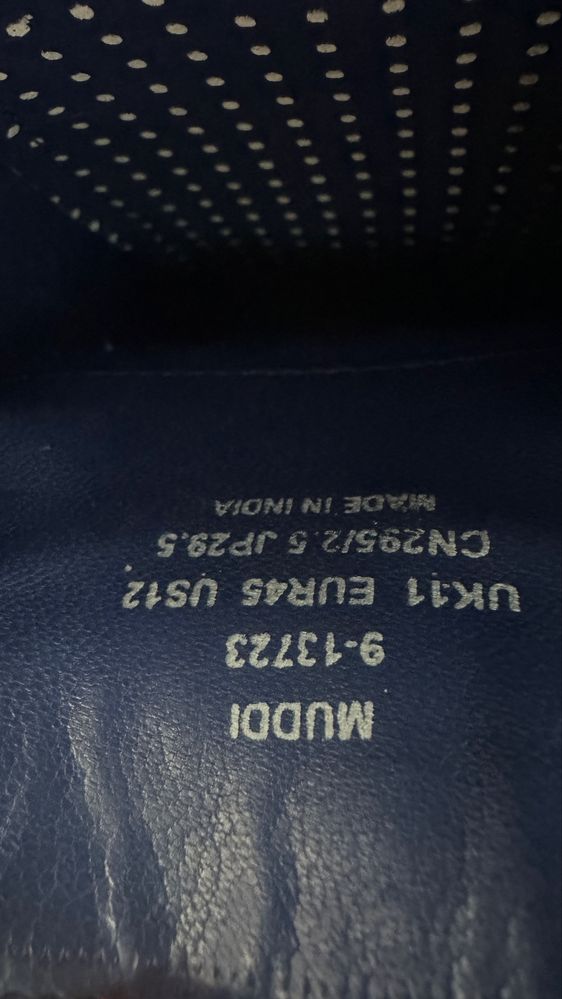 MUDDI
9-13723
UK11 EUR45 US12
CN295/2.5 JP29.5
MADE IN INDIA